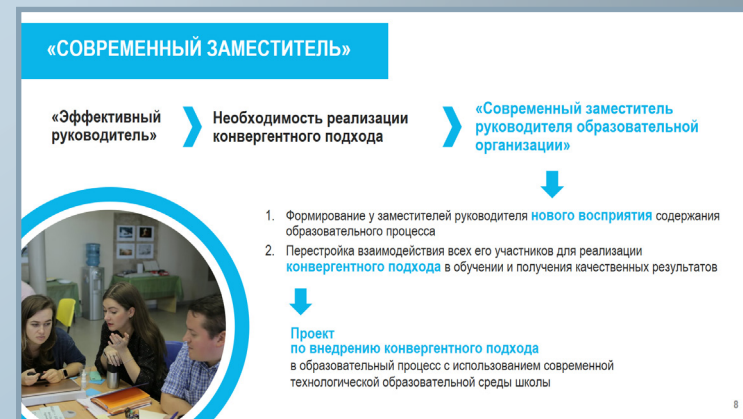 «СОВРЕМЕННЫЙ ЗАМЕСТИТЕЛЬ»
«Эффективный
руководитель»
Необходимость реализации
конвергентного подхода
«Современный заместитель
руководителя образовательной
организации»
1. Формирование у заместителей руководителя нового восприятия содержания
образовательного процесса
2. Перестройка взаимодействия всех его участников для реализации
конвергентного подхода в обучении и получения качественных результатов
Проект
по внедрению конвергентного подхода
в образовательный процесс с использованием современной
технологической образовательной среды школы
8